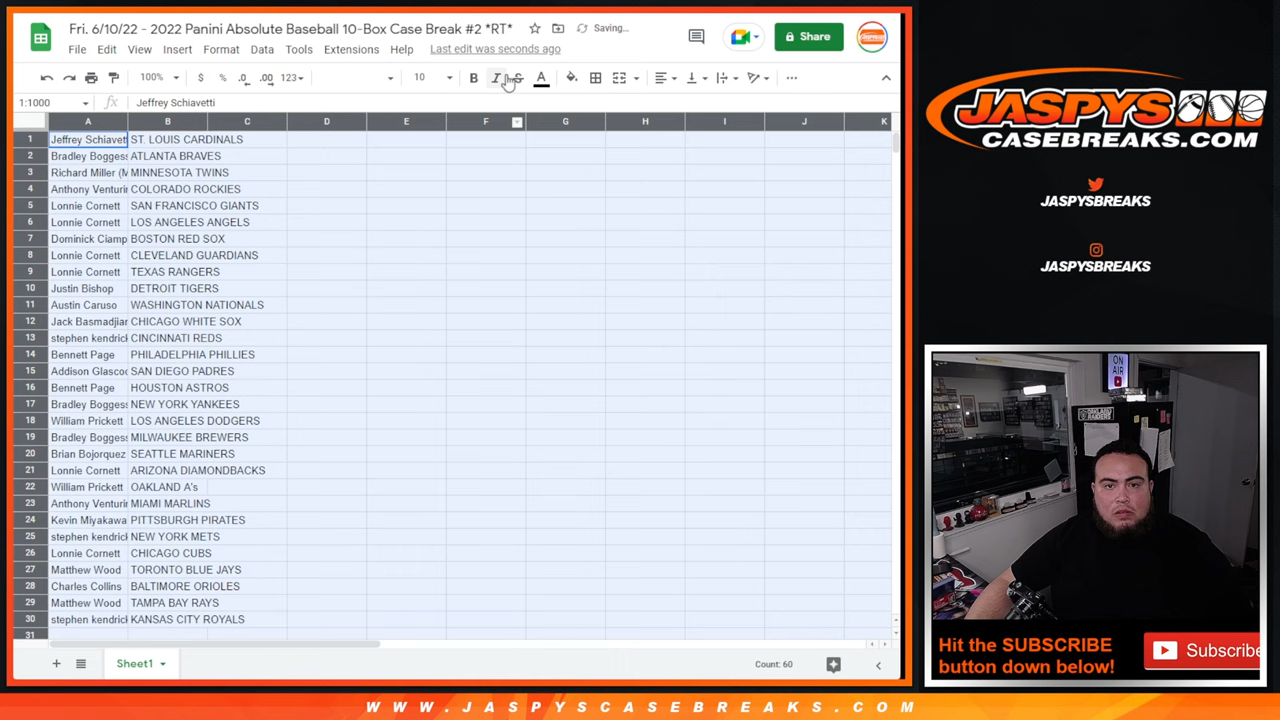 Fri. 6/10/22 - 2022 Panini Absolute Baseball 10-Box Case Break #2 *RT*
Saving...
File Edit View Insert Format Data Tools Extensions Help Last edit was seconds ago
Share
100% $ % .0 .00 123 10 B I S A
1:1000 fx Jeffrey Schiavetti
A B C D E F G H I J K
1 Jeffrey Schiavett ST. LOUIS CARDINALS
2 Bradley Boggess ATLANTA BRAVES
3 Richard Miller (M MINNESOTA TWINS
4 Anthony Venturin COLORADO ROCKIES
5 Lonnie Cornett SAN FRANCISCO GIANTS
6 Lonnie Cornett LOS ANGELES ANGELS
7 Dominick Ciamp BOSTON RED SOX
8 Lonnie Cornett CLEVELAND GUARDIANS
9 Lonnie Cornett TEXAS RANGERS
10 Justin Bishop DETROIT TIGERS
11 Austin Caruso WASHINGTON NATIONALS
12 Jack Basmadjian CHICAGO WHITE SOX
13 stephen kendrick CINCINNATI REDS
14 Bennett Page PHILADELPHIA PHILLIES
15 Addison Glascoc SAN DIEGO PADRES
16 Bennett Page HOUSTON ASTROS
17 Bradley Boggess NEW YORK YANKEES
18 William Prickett LOS ANGELES DODGERS
19 Bradley Boggess MILWAUKEE BREWERS
20 Brian Bojorquez SEATTLE MARINERS
21 Lonnie Cornett ARIZONA DIAMONDBACKS
22 William Prickett OAKLAND A's
23 Anthony Venturin MIAMI MARLINS
24 Kevin Miyakawa PITTSBURGH PIRATES
25 stephen kendrick NEW YORK METS
26 Lonnie Cornett CHICAGO CUBS
27 Matthew Wood TORONTO BLUE JAYS
28 Charles Collins BALTIMORE ORIOLES
29 Matthew Wood TAMPA BAY RAYS
30 stephen kendrick KANSAS CITY ROYALS
31
Sheet1
Count: 60
JASPYS
CASEBREAKS.COM
JASPYSBREAKS
JASPYSBREAKS
ON
AIR
Hit the SUBSCRIBE
button down below!
Subscribe
WWW.JASPYSCASEBREAKS.COM